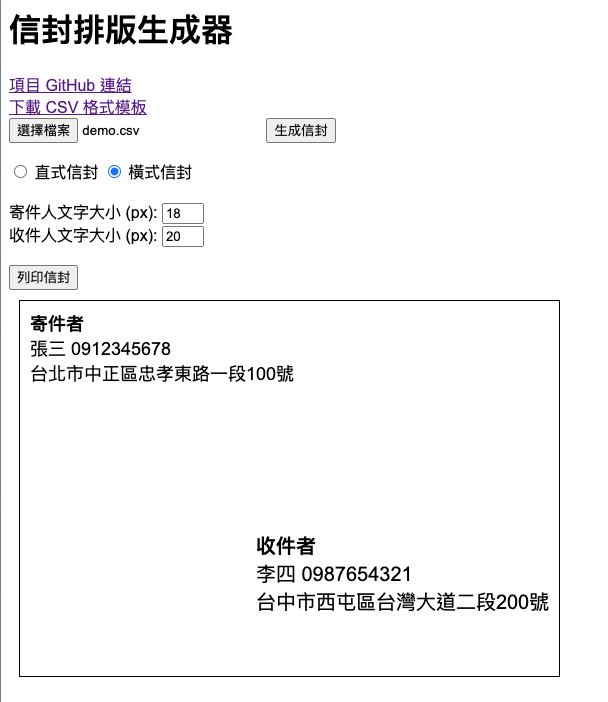 信封排版生成器
項目 GitHub 連結
下載 CSV 格式模板
選擇檔案 demo.csv 生成信封
直式信封 橫式信封
寄件人文字大小 (px): 18
收件人文字大小 (px): 20
列印信封
寄件者
張三 0912345678
台北市中正區忠孝東路一段100號
收件者
李四 0987654321
台中市西屯區台灣大道二段200號